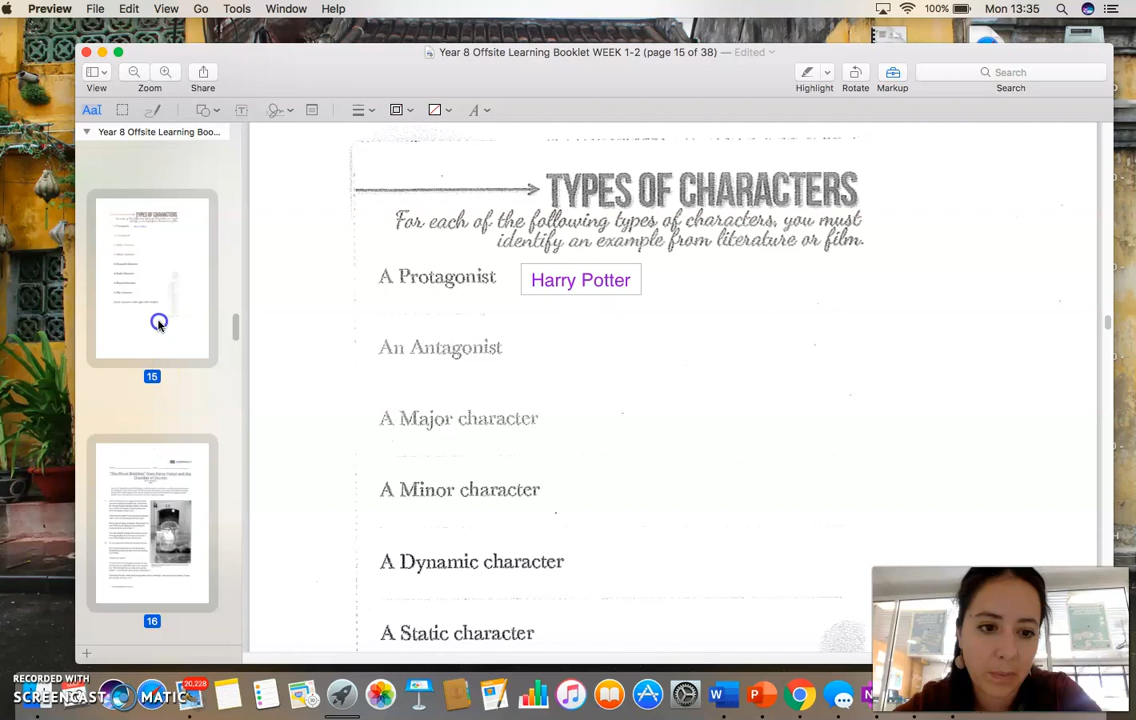 Preview File Edit View Go Tools Window Help 100% Mon 13:35
Year 8 Offsite Learning Booklet WEEK 1-2 (page 15 of 38) — Edited
View Zoom Share Highlight Rotate Markup Search
Search
AaI
Year 8 Offsite Learning Boo...
TYPES OF CHARACTERS
For each of the following types of characters, you must
identify an example from literature or film.
A Protagonist Harry Potter
An Antagonist
A Major character
A Minor character
A Dynamic character
A Static character
15
16
RECORDED WITH
SCREENCAST MATIC
20,228